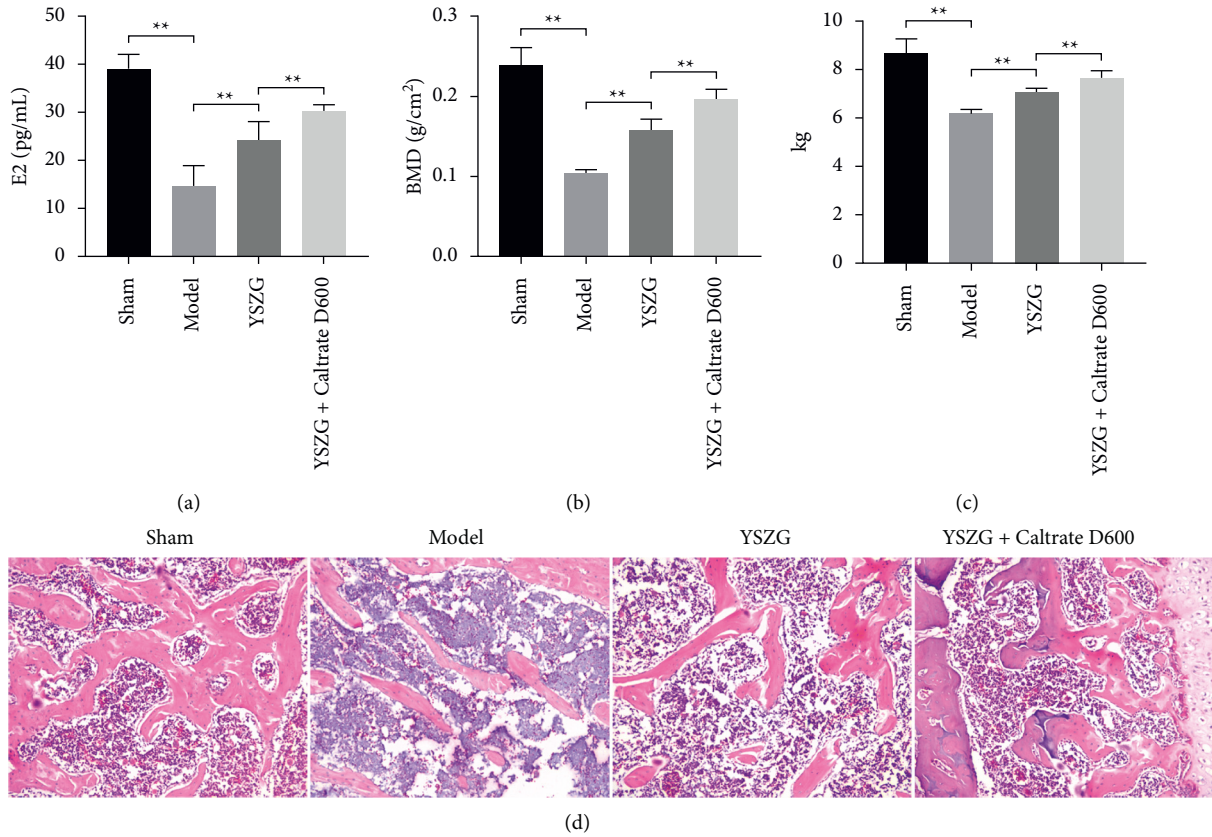 50
40
30
20
10
0
E2 (pg/mL)
**
**
**
Sham
Model
YSZG
YSZG + Caltrate D600
(a)
0.3
0.2
0.1
0.0
BMD (g/cm²)
**
**
**
Sham
Model
YSZG
YSZG + Caltrate D600
(b)
10
8
6
4
2
0
kg
**
**
**
Sham
Model
YSZG
YSZG + Caltrate D600
(c)
Sham
Model
YSZG
YSZG + Caltrate D600
(d)